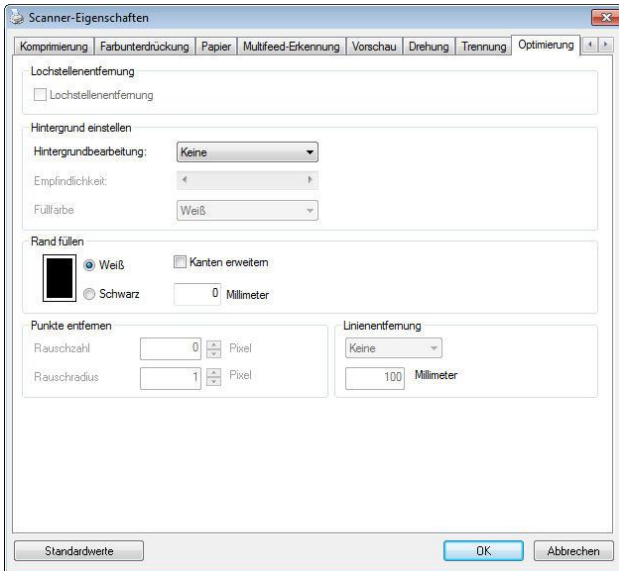 Scanner-Eigenschaften
Komprimierung Farbunterdrückung Papier Multifeed-Erkennung Vorschau Drehung Trennung Optimierung
Lochstellenentfernung
Lochstellenentfernung
Hintergrund einstellen
Hintergrundbearbeitung: Keine
Empfindlichkeit:
Füllfarbe Weiß
Rand füllen
Weiß Kanten erweitern
Schwarz 0 Millimeter
Punkte entfernen Linienentfernung
Rauschzahl 0 Pixel Keine
Rauschradius 1 Pixel 100 Millimeter
Standardwerte OK Abbrechen